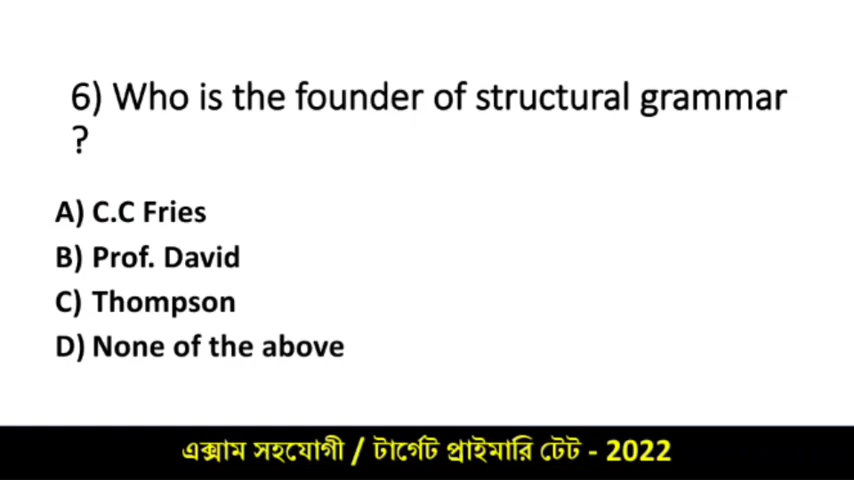 6) Who is the founder of structural grammar
?
A) C.C Fries
B) Prof. David
C) Thompson
D) None of the above
এক্সাম সহযোগী / টার্গেট প্রাইমারি টেট - 2022